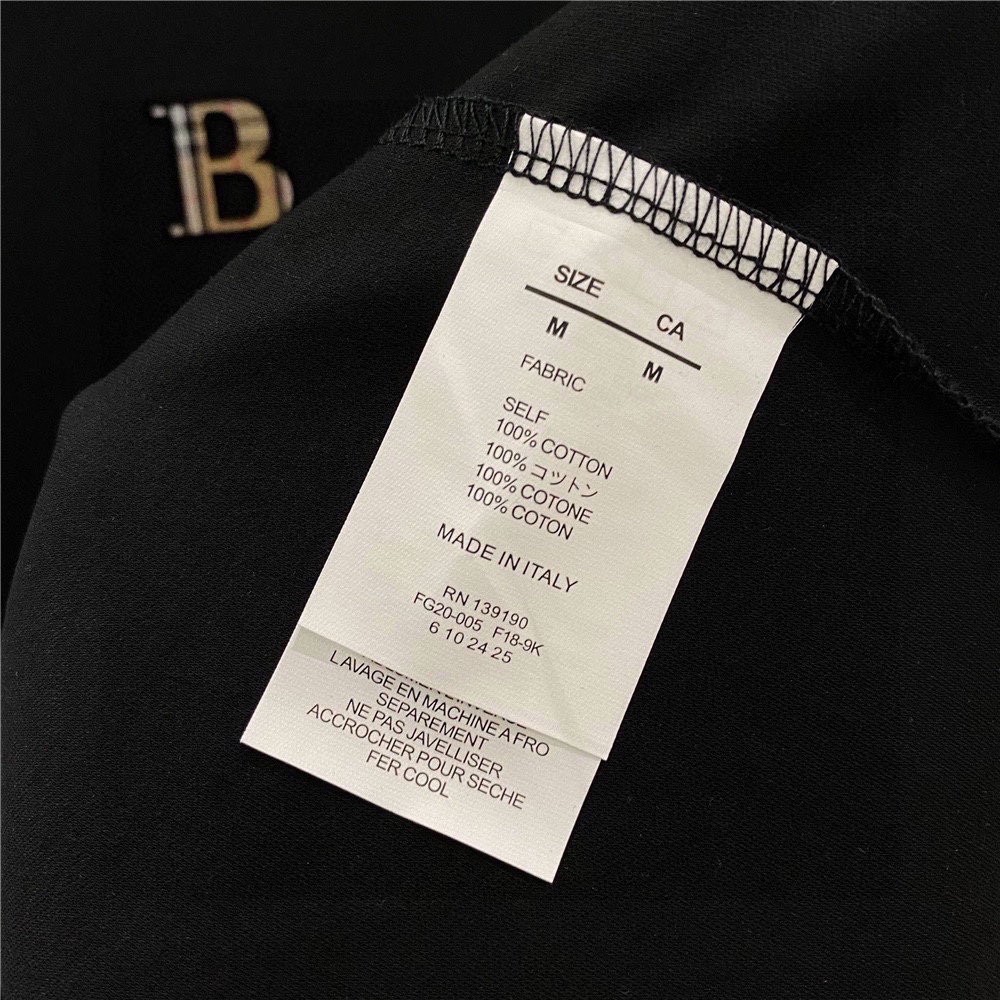 B
SIZE CA
M M
FABRIC
SELF
100% COTTON
100% コツトン
100% COTONE
100% COTON
MADE IN ITALY
RN 139190
FG20-005 F18-9K
6 10 24 25
LAVAGE EN MACHINE A FRO
SEPAREMENT
NE PAS JAVELLISER
ACCROCHER POUR SECHE
FER COOL